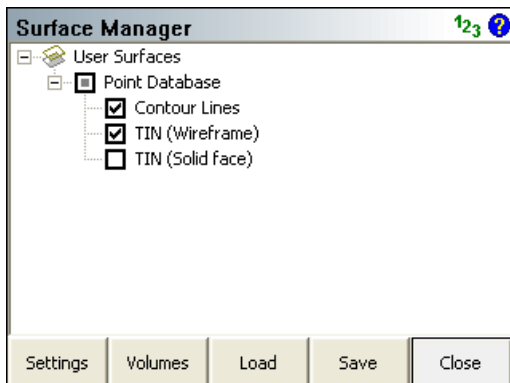 Surface Manager 123 ?
User Surfaces
Point Database
Contour Lines
TIN (Wireframe)
TIN (Solid face)
Settings Volumes Load Save Close